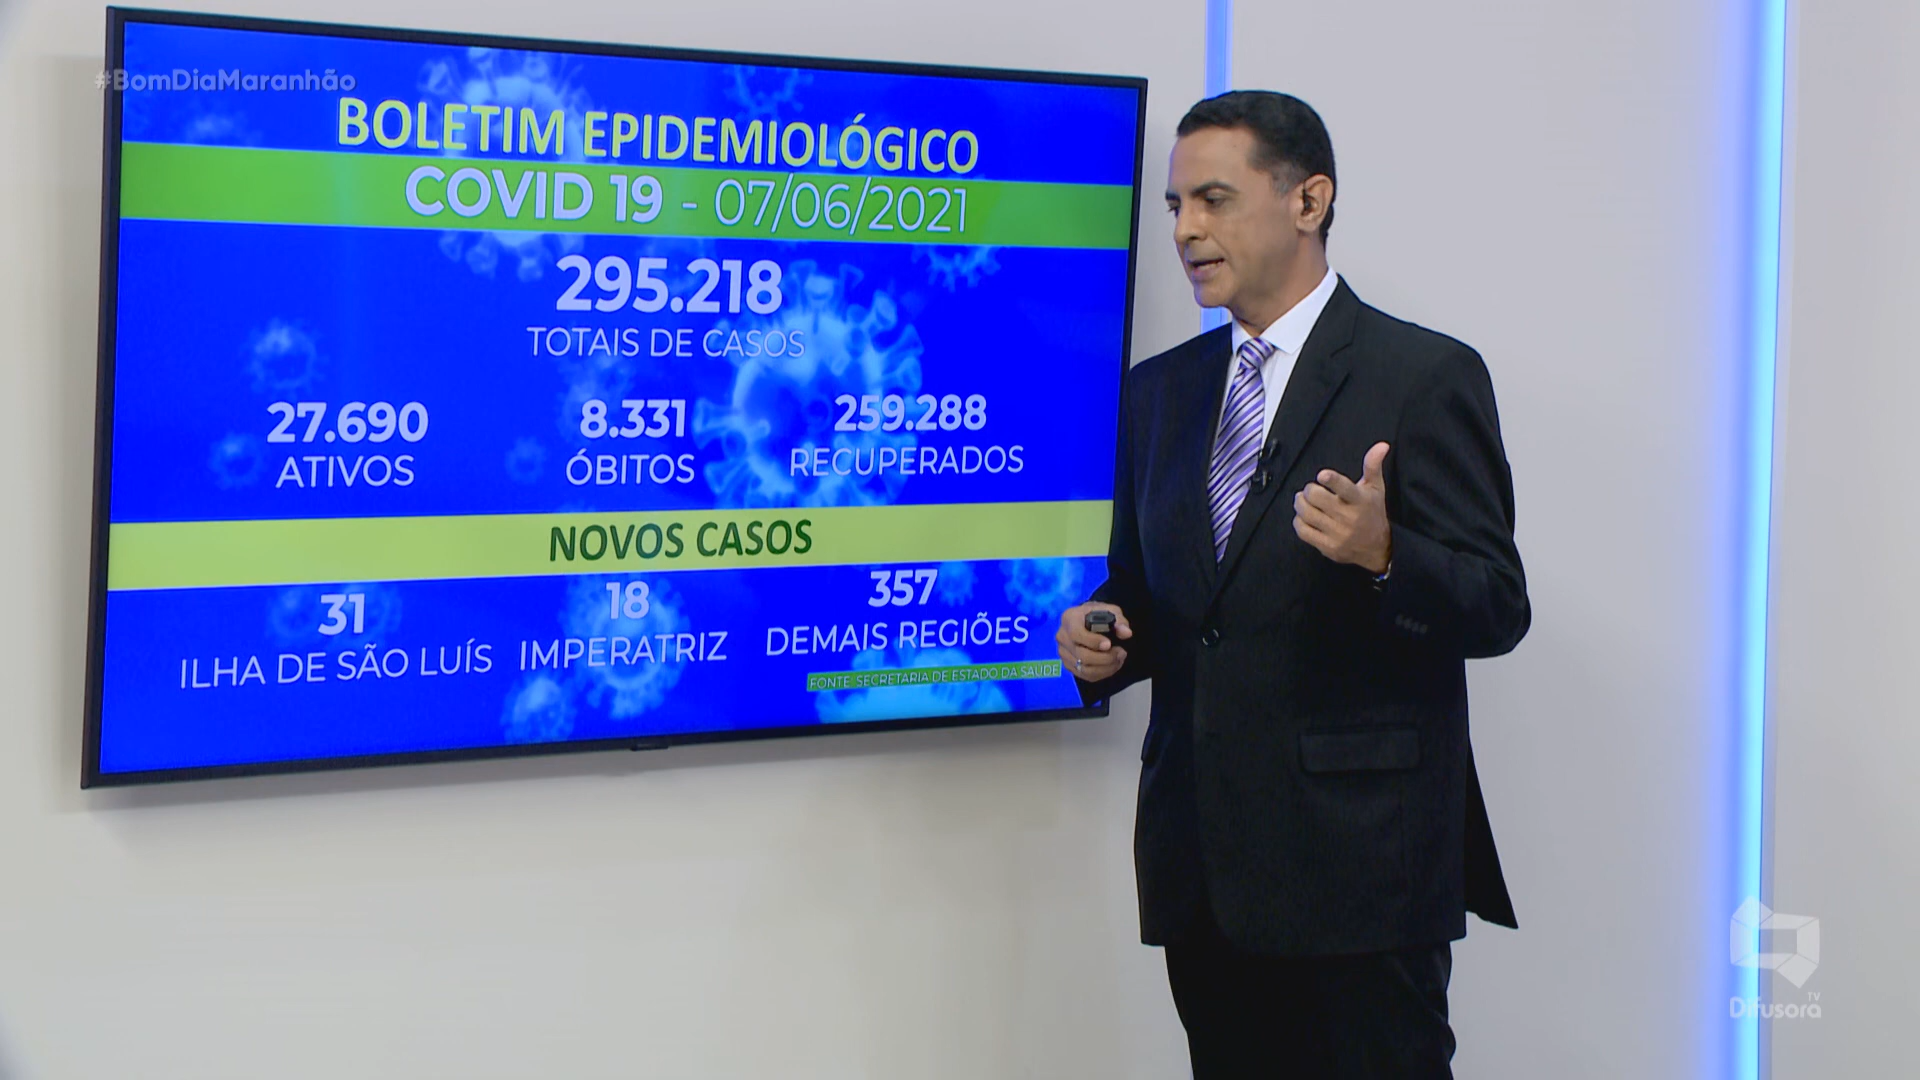 #BomDiaMaranhão
BOLETIM EPIDEMIOLÓGICO
COVID 19 - 07/06/2021
295.218
TOTAIS DE CASOS
27.690 8.331 259.288
ATIVOS ÓBITOS RECUPERADOS
NOVOS CASOS
31 18 357
ILHA DE SÃO LUÍS IMPERATRIZ DEMAIS REGIÕES
FONTE: SECRETARIA DE ESTADO DA SAÚDE
TV
Difusora